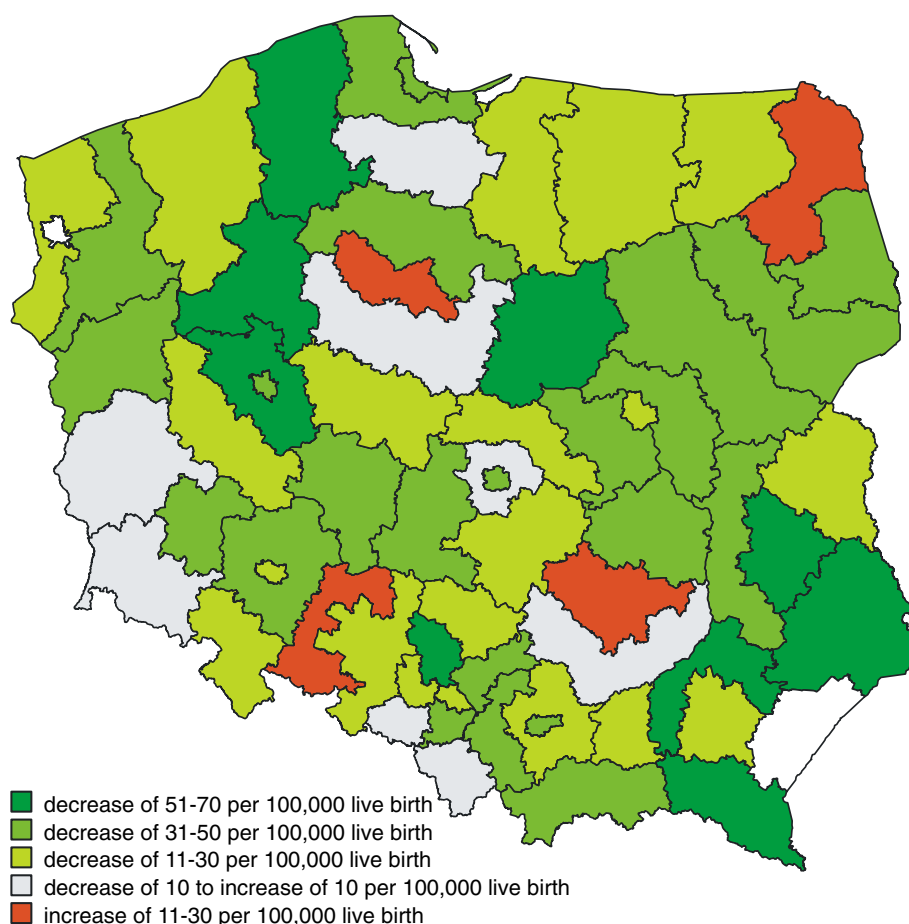 decrease of 51-70 per 100,000 live birth
decrease of 31-50 per 100,000 live birth
decrease of 11-30 per 100,000 live birth
decrease of 10 to increase of 10 per 100,000 live birth
increase of 11-30 per 100,000 live birth